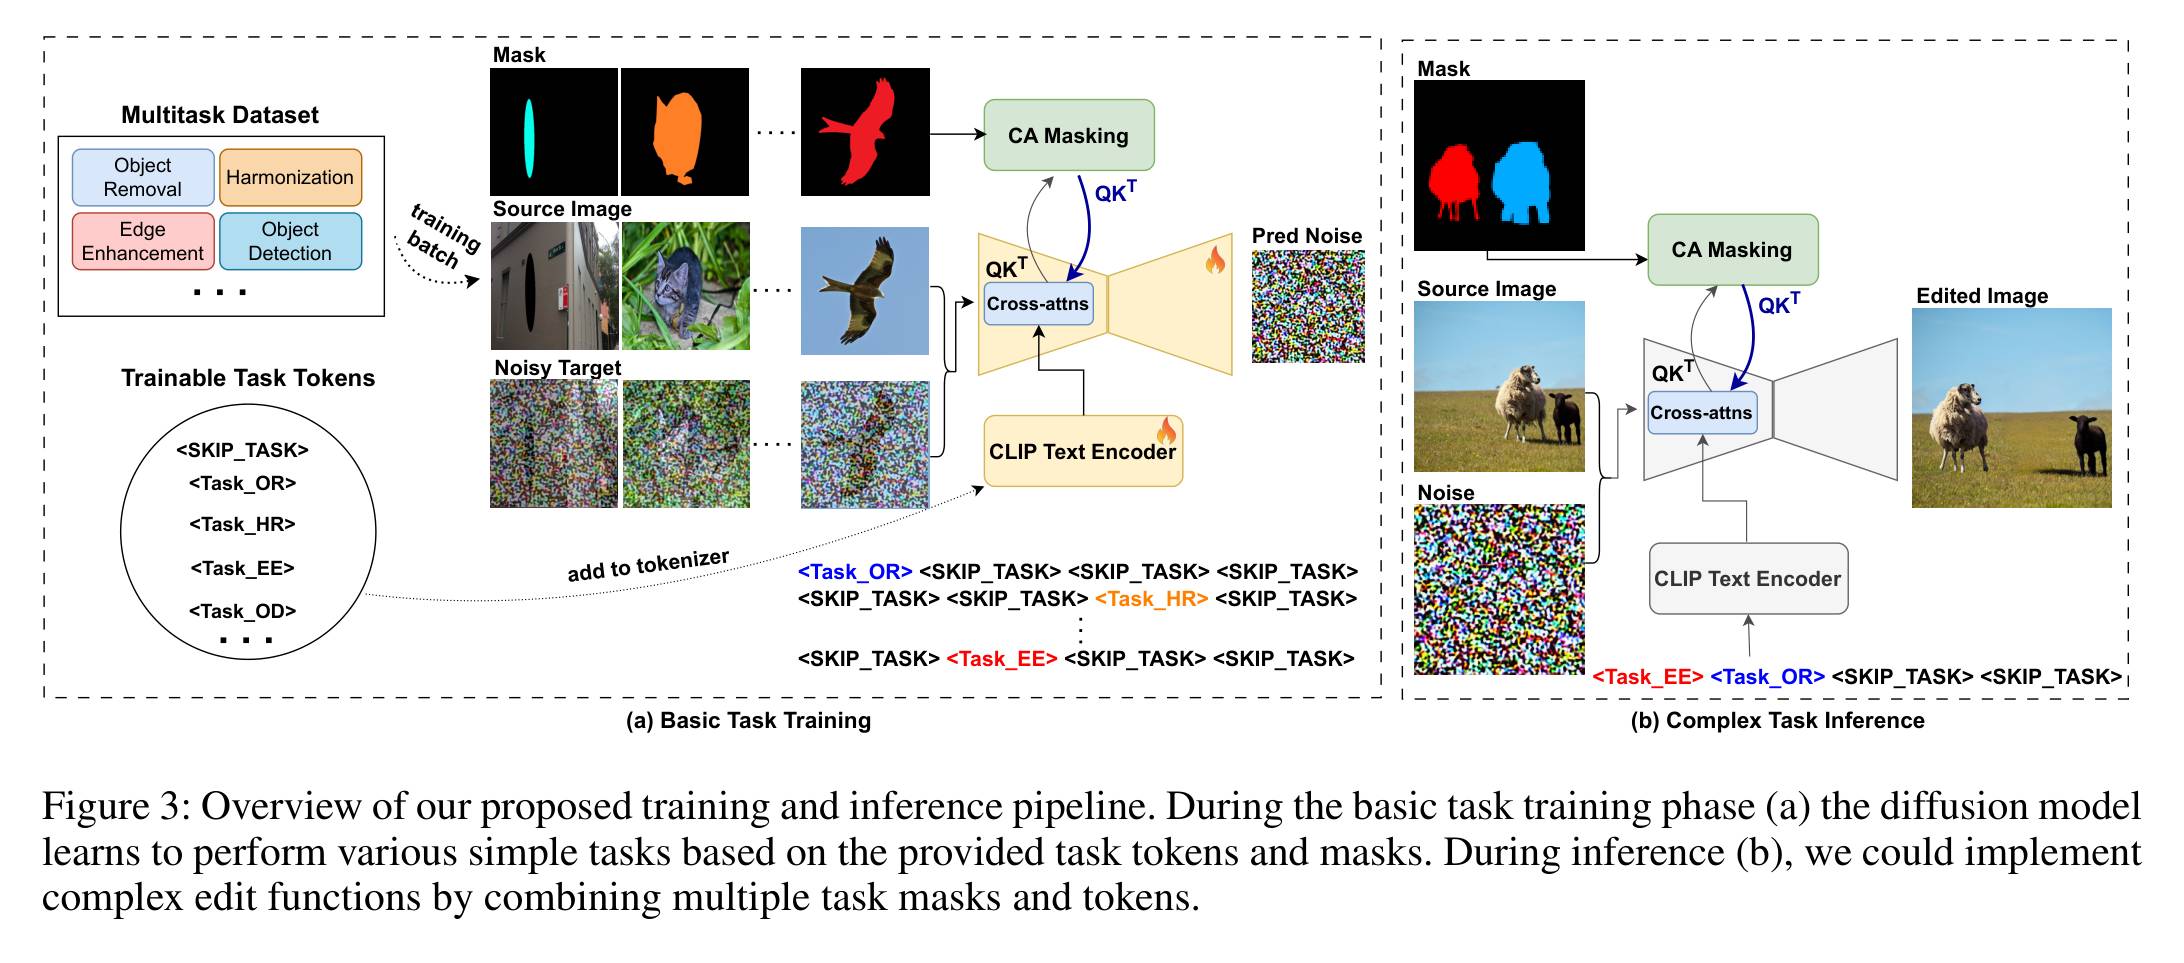 Multitask Dataset
Object
Removal
Harmonization
Edge
Enhancement
Object
Detection
. . .
training
batch
Trainable Task Tokens
<SKIP_TASK>
<Task_OR>
<Task_HR>
<Task_EE>
<Task_OD>
. . .
add to tokenizer
Mask
Source Image
Noisy Target
CA Masking
QK^T
QK^T
Cross-attns
CLIP Text Encoder
Pred Noise
<Task_OR> <SKIP_TASK> <SKIP_TASK> <SKIP_TASK>
<SKIP_TASK> <SKIP_TASK> <Task_HR> <SKIP_TASK>
<SKIP_TASK> <Task_EE> <SKIP_TASK> <SKIP_TASK>
(a) Basic Task Training
Mask
Source Image
Noise
CA Masking
QK^T
QK^T
Cross-attns
CLIP Text Encoder
Edited Image
<Task_EE> <Task_OR> <SKIP_TASK> <SKIP_TASK>
(b) Complex Task Inference
Figure 3: Overview of our proposed training and inference pipeline. During the basic task training phase (a) the diffusion model
learns to perform various simple tasks based on the provided task tokens and masks. During inference (b), we could implement
complex edit functions by combining multiple task masks and tokens.